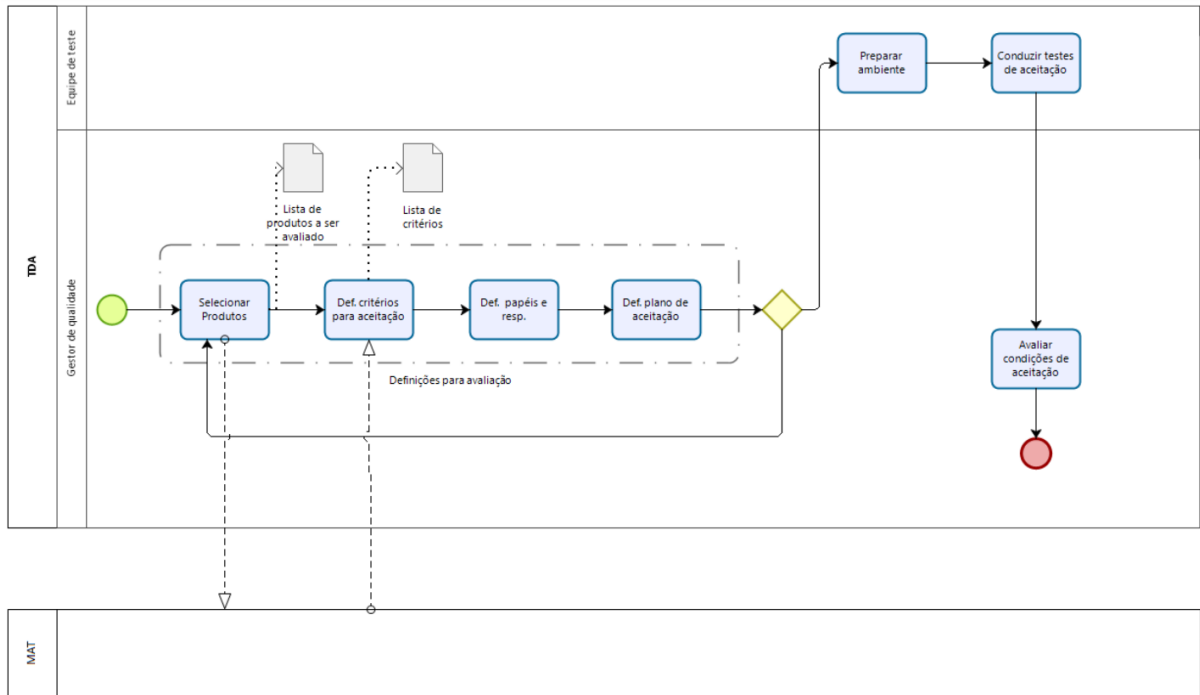 TDA
Equipe de teste
Preparar
ambiente
Conduzir testes
de aceitação
Gestor de qualidade
Lista de
produtos a ser
avaliado
Lista de
critérios
Selecionar
Produtos
Def. critérios
para aceitação
Def. papéis e
resp.
Def. plano de
aceitação
Definições para avaliação
Avaliar
condições de
aceitação
MAT